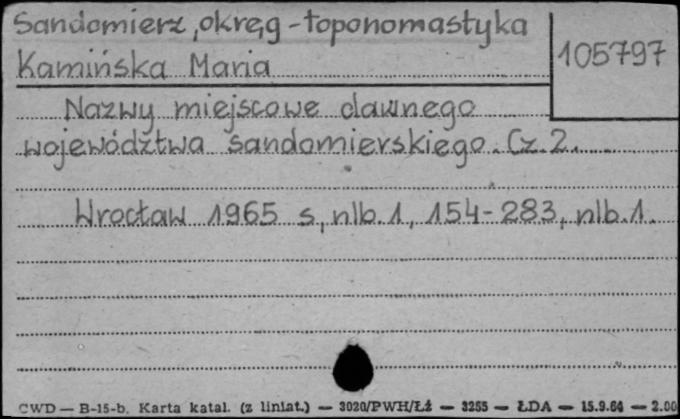 Sandomierz, okręg - toponomastyka
105797
Kamińska Maria
Nazwy miejscowe dawnego
województwa sandomierskiego. Cz. 2.
Wrocław 1965 s, nlb. 1, 154-283, nlb. 1.
CWD — B-15-b. Karta katal. (z liniat.) — 3020/PWH/Łż — 3255 — ŁDA — 15.9.64 — 2.00